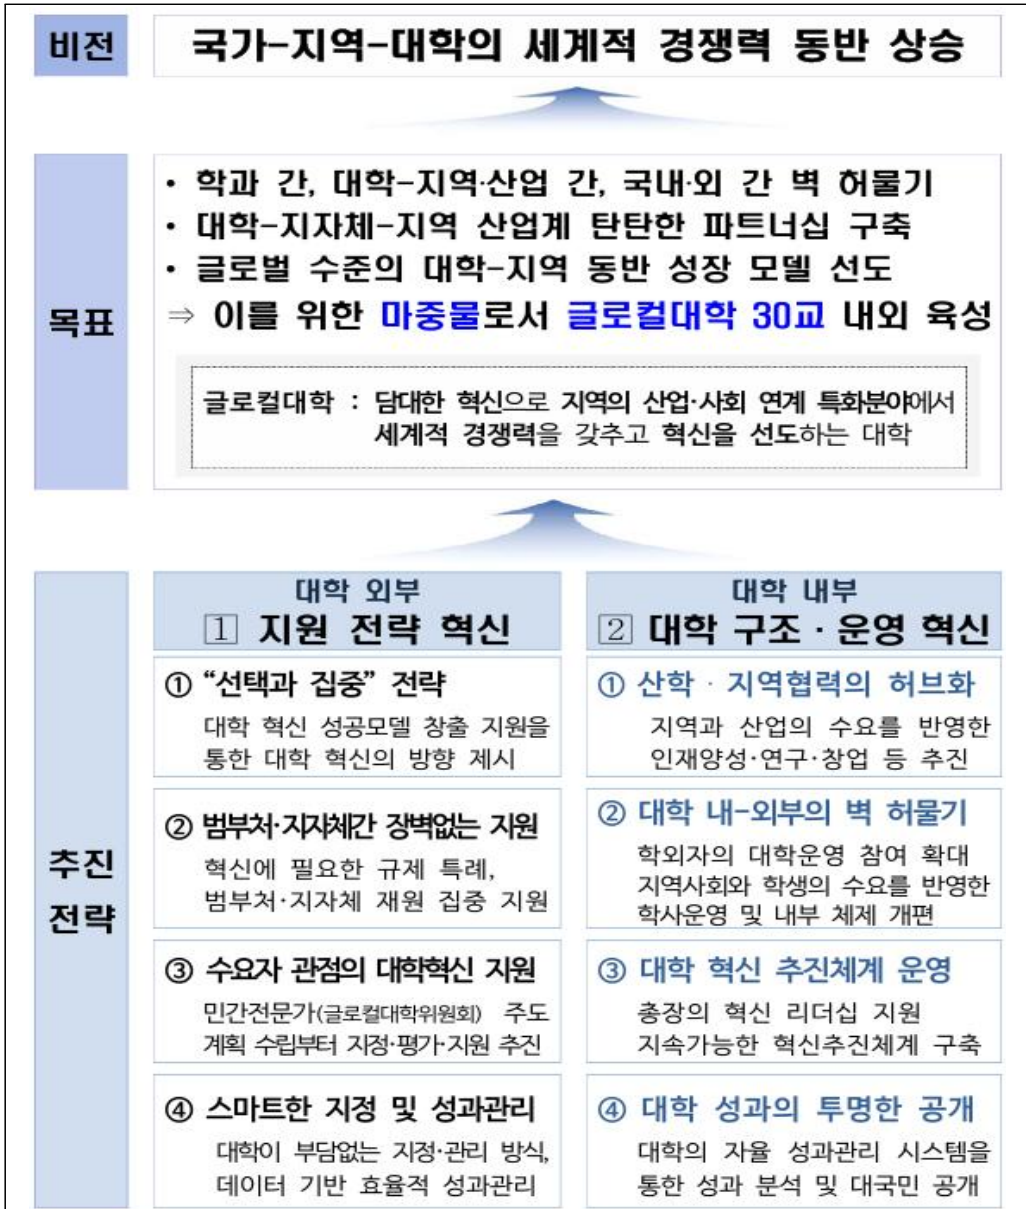 비전
국가-지역-대학의 세계적 경쟁력 동반 상승
목표
• 학과 간, 대학-지역·산업 간, 국내·외 간 벽 허물기
• 대학-지자체-지역 산업계 탄탄한 파트너십 구축
• 글로벌 수준의 대학-지역 동반 성장 모델 선도
⇒ 이를 위한 마중물로서 글로컬대학 30교 내외 육성
글로컬대학 : 담대한 혁신으로 지역의 산업·사회 연계 특화분야에서
세계적 경쟁력을 갖추고 혁신을 선도하는 대학
추진
전략
대학 외부
1 지원 전략 혁신
① “선택과 집중” 전략
대학 혁신 성공모델 창출 지원을
통한 대학 혁신의 방향 제시
② 범부처·지자체간 장벽없는 지원
혁신에 필요한 규제 특례,
범부처·지자체 재원 집중 지원
③ 수요자 관점의 대학혁신 지원
민간전문가(글로컬대학위원회) 주도
계획 수립부터 지정·평가·지원 추진
④ 스마트한 지정 및 성과관리
대학이 부담없는 지정·관리 방식,
데이터 기반 효율적 성과관리
대학 내부
2 대학 구조 · 운영 혁신
① 산학 · 지역협력의 허브화
지역과 산업의 수요를 반영한
인재양성·연구·창업 등 추진
② 대학 내-외부의 벽 허물기
학외자의 대학운영 참여 확대
지역사회와 학생의 수요를 반영한
학사운영 및 내부 체제 개편
③ 대학 혁신 추진체계 운영
총장의 혁신 리더십 지원
지속가능한 혁신추진체계 구축
④ 대학 성과의 투명한 공개
대학의 자율 성과관리 시스템을
통한 성과 분석 및 대국민 공개